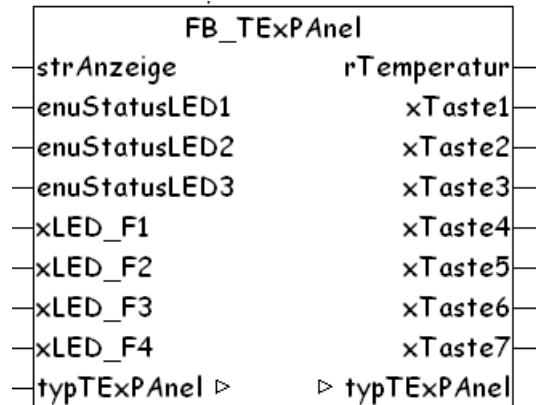 FB_TExPAnel
strAnzeige rTemperatur
enuStatusLED1 xTaste1
enuStatusLED2 xTaste2
enuStatusLED3 xTaste3
xLED_F1 xTaste4
xLED_F2 xTaste5
xLED_F3 xTaste6
xLED_F4 xTaste7
typTExPAnel ▷ ▷ typTExPAnel